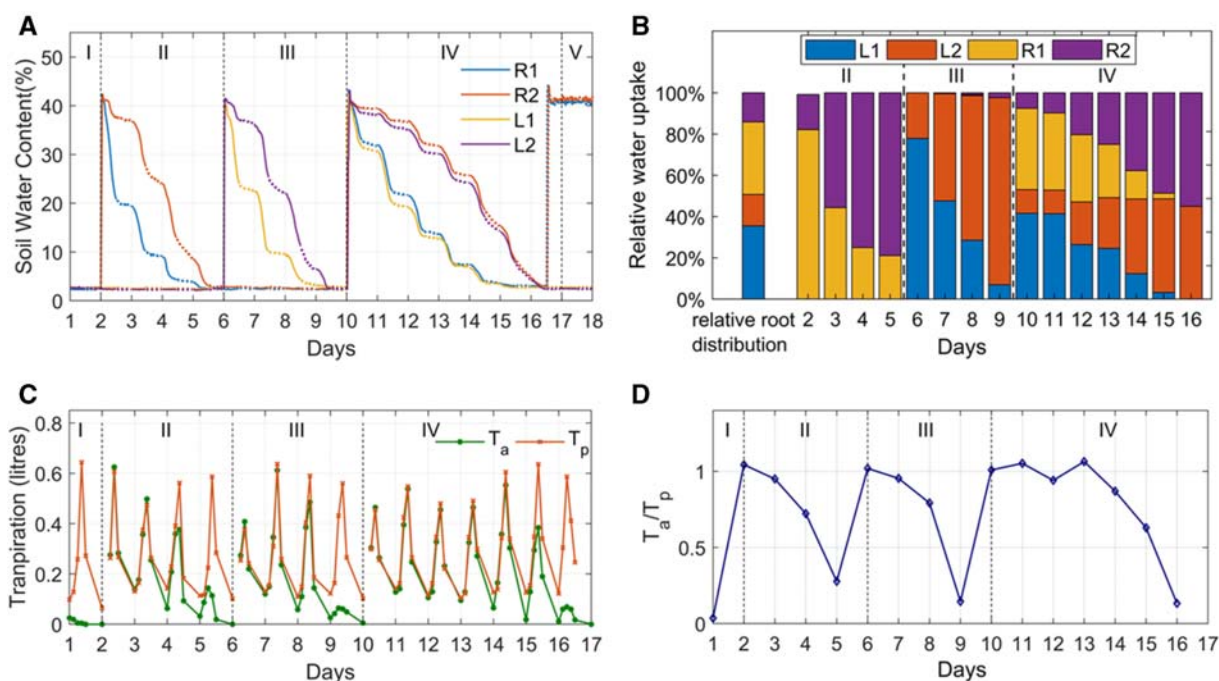 A
I II III IV V
Soil Water Content(%)
50
40
30
20
10
0
R1
R2
L1
L2
1 2 3 4 5 6 7 8 9 10 11 12 13 14 15 16 17 18
Days
B
L1 L2 R1 R2
II III IV
Relative water uptake
100%
80%
60%
40%
20%
0%
relative root
distribution
2 3 4 5 6 7 8 9 10 11 12 13 14 15 16
Days
C
I II III IV
Ta Tp
Tranpiration (litres)
0.8
0.6
0.4
0.2
0
1 2 3 4 5 6 7 8 9 10 11 12 13 14 15 16 17
Days
D
I II III IV
Ta/Tp
1
0.5
0
1 2 3 4 5 6 7 8 9 10 11 12 13 14 15 16 17
Days